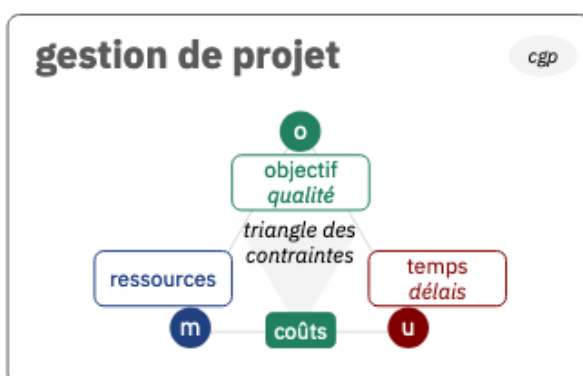 gestion de projet
cgp
o
objectif
qualité
triangle des
contraintes
ressources
temps
délais
m
coûts
u